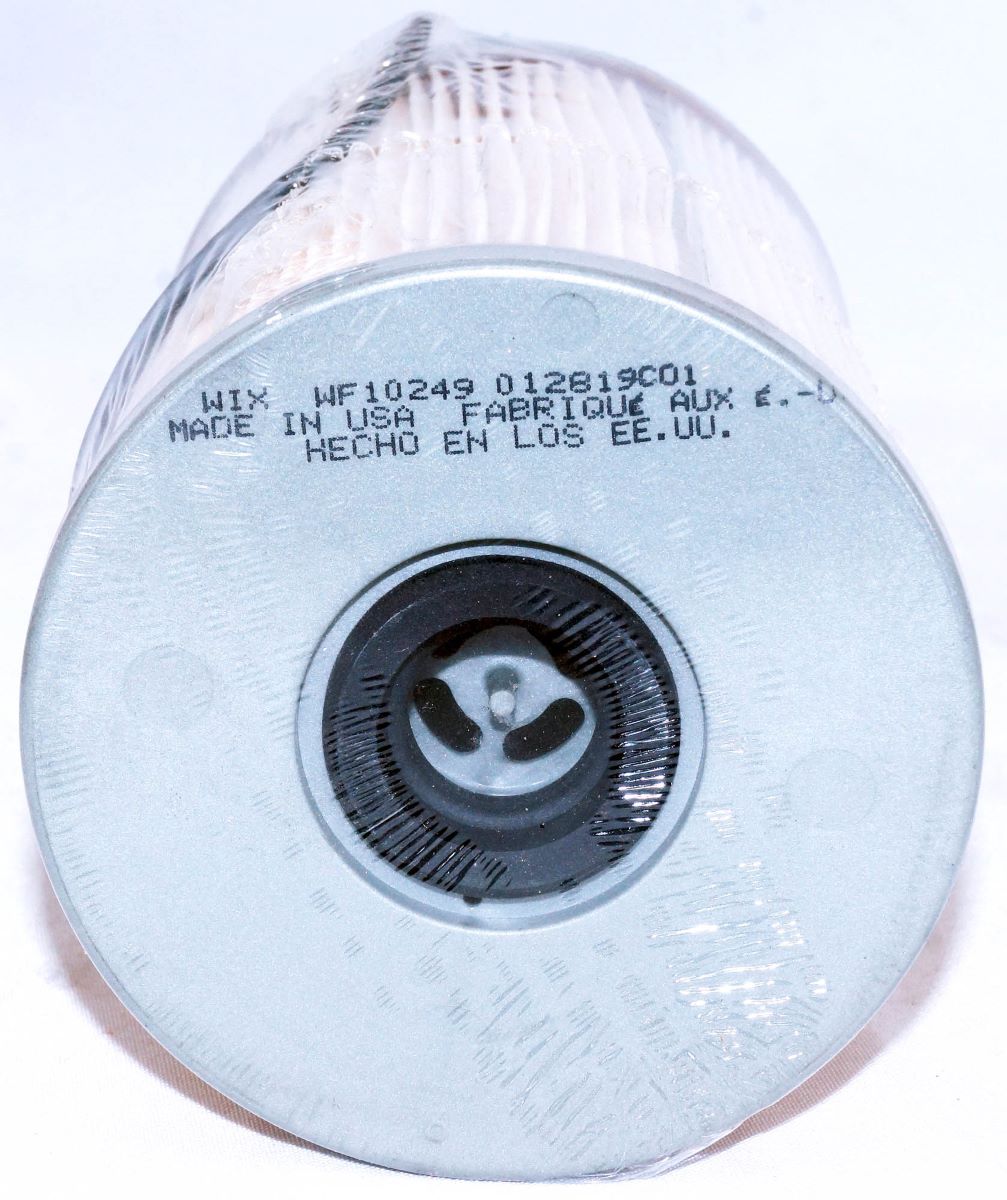 WIX WF10249 012819C01
MADE IN USA FABRIQUÉ AUX É.-U
HECHO EN LOS EE.UU.